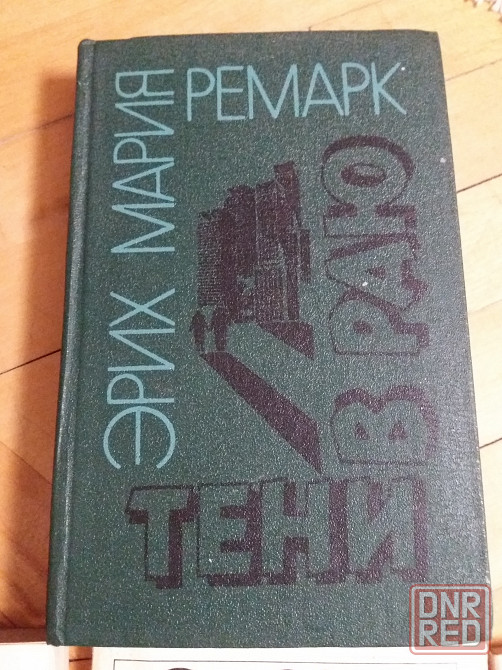 ЭРИХ МАРИЯ
РЕМАРК
ТЕНИ
В РАЮ
DNR
RED